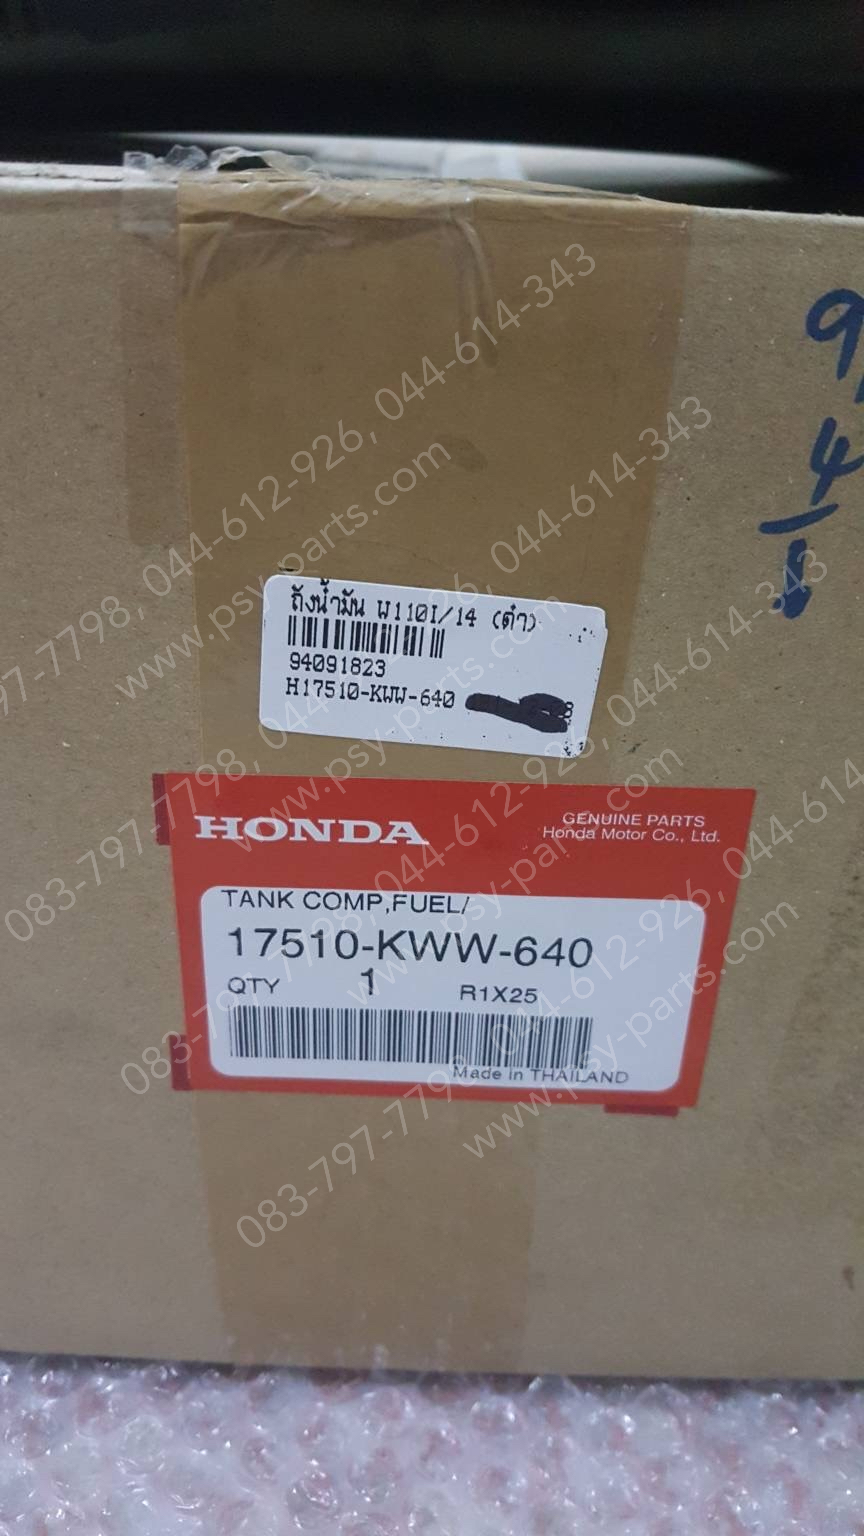 9
4
ถังน้ำมัน W110I/14 (ดำ)
94091823
H17510-KWW-640
HONDA
GENUINE PARTS
Honda Motor Co., Ltd.
TANK COMP,FUEL/
17510-KWW-640
QTY 1 R1X25
Made in THAILAND
083-797-7798, 044-612-926, 044-614-343
www.psy-parts.com